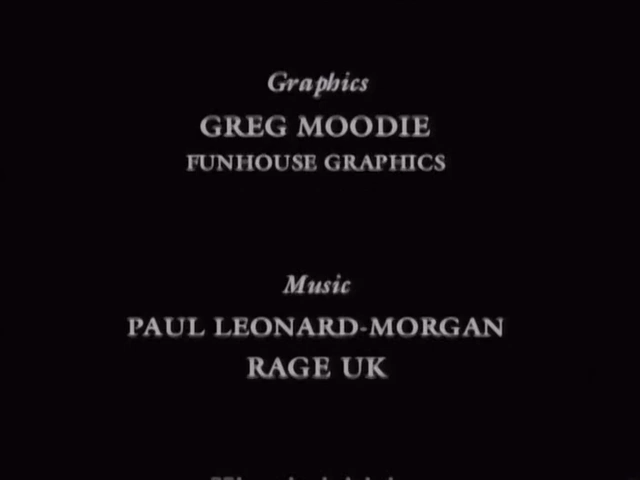 Graphics
GREG MOODIE
FUNHOUSE GRAPHICS
Music
PAUL LEONARD-MORGAN
RAGE UK